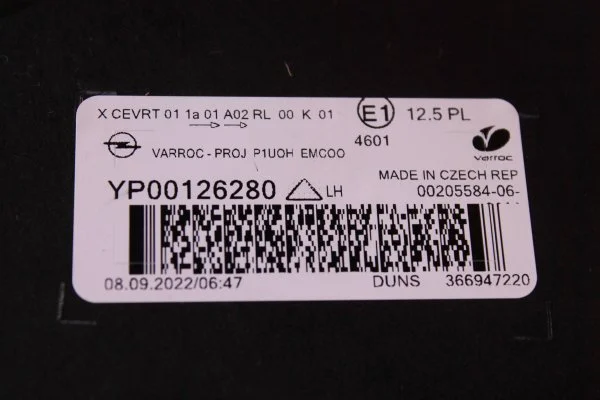 X CEVRT 01 1a 01 A02 RL 00 K 01 E1 12.5 PL
4601
VARROC - PROJ P1UOH EMCOO
varroc
MADE IN CZECH REP
YP00126280 LH 00205584-06-
08.09.2022/06:47 DUNS 366947220